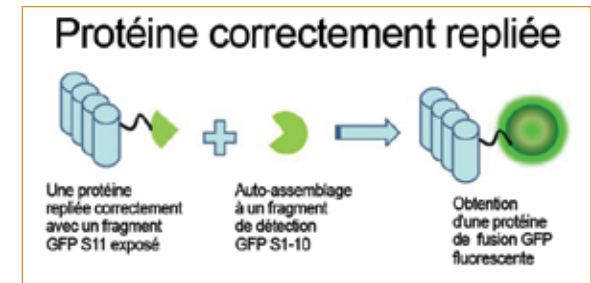 Protéine correctement repliée
Une protéine
repliée correctement
avec un fragment
GFP S11 exposé
Auto-assemblage
à un fragment
de détection
GFP S1-10
Obtention
d'une protéine
de fusion GFP
fluorescente